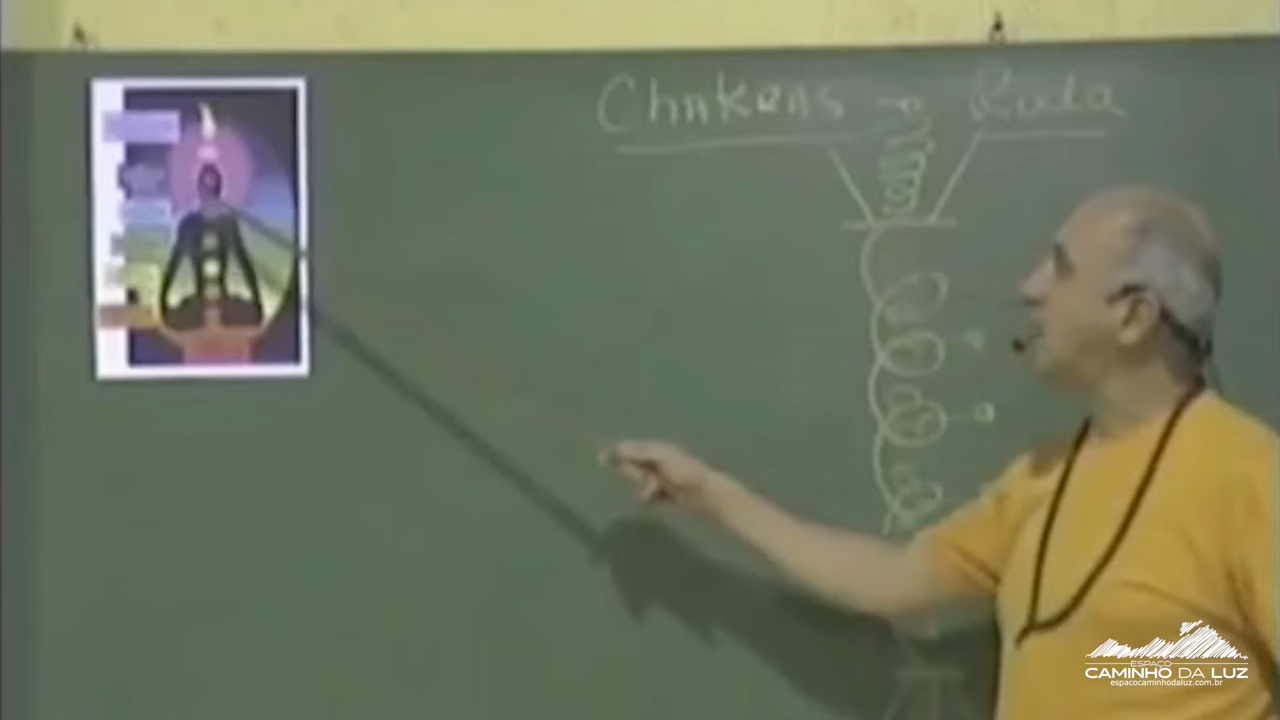 Chakras Roda
ESPAÇO
CAMINHO DA LUZ
espacocaminhodaluz.com.br